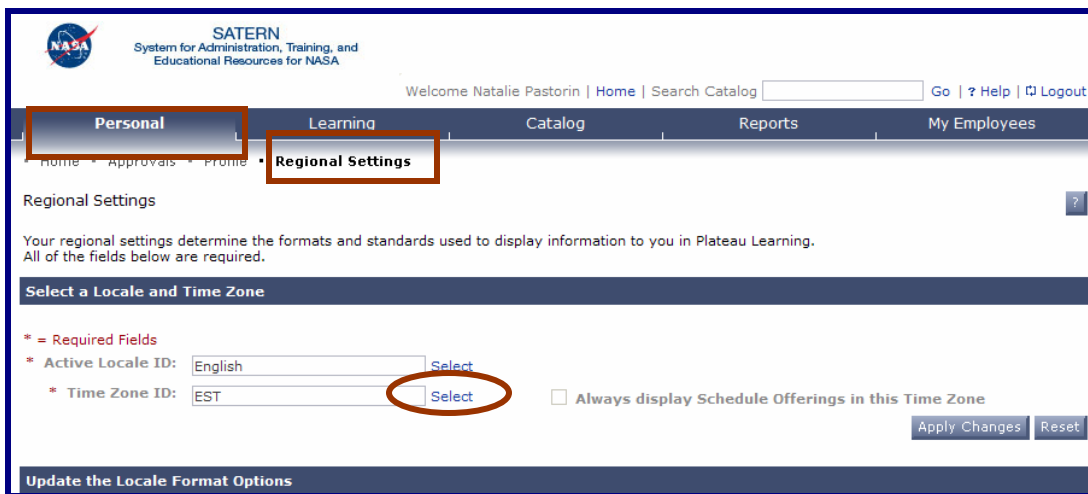 NASA
SATERN
System for Administration, Training, and
Educational Resources for NASA
Welcome Natalie Pastorin | Home | Search Catalog Go | ? Help | Logout
Personal Learning Catalog Reports My Employees
Home Approvals Profile Regional Settings
Regional Settings ?
Your regional settings determine the formats and standards used to display information to you in Plateau Learning.
All of the fields below are required.
Select a Locale and Time Zone
* = Required Fields
* Active Locale ID: English Select
* Time Zone ID: EST Select Always display Schedule Offerings in this Time Zone
Apply Changes Reset
Update the Locale Format Options